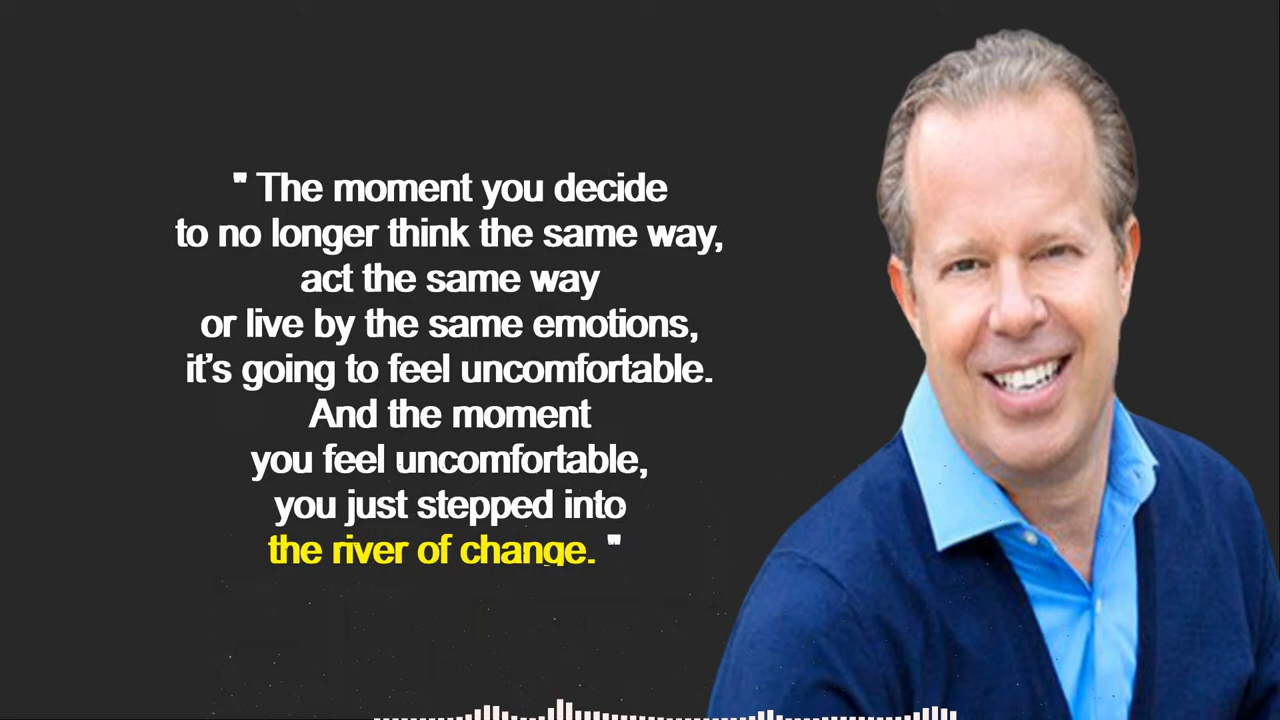 " The moment you decide
to no longer think the same way,
act the same way
or live by the same emotions,
it’s going to feel uncomfortable.
And the moment
you feel uncomfortable,
you just stepped into
the river of change. "